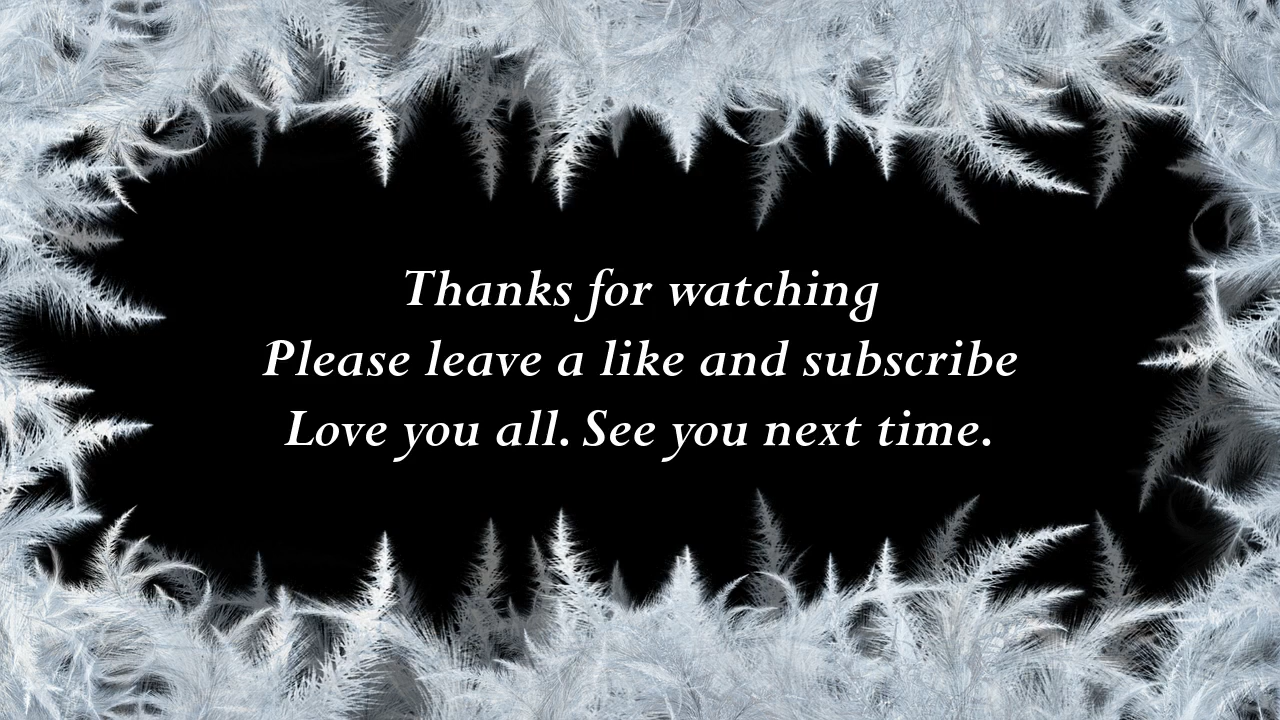 Thanks for watching
Please leave a like and subscribe
Love you all. See you next time.